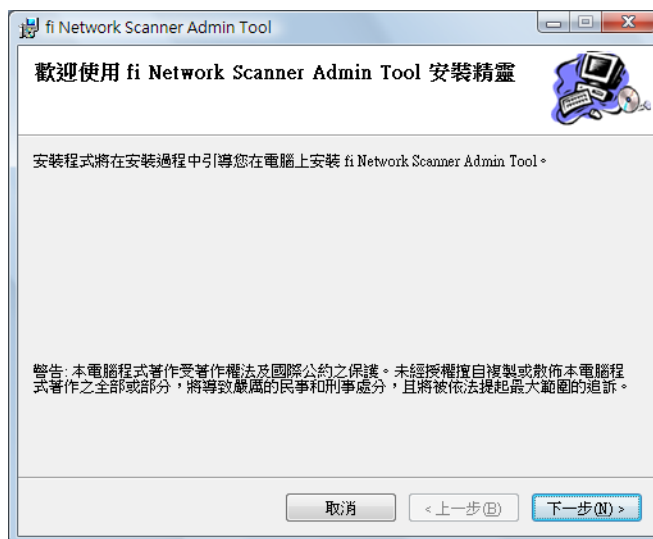 fi Network Scanner Admin Tool
歡迎使用 fi Network Scanner Admin Tool 安裝精靈
安裝程式將在安裝過程中引導您在電腦上安裝 fi Network Scanner Admin Tool。
警告: 本電腦程式著作受著作權法及國際公約之保護。未經授權擅自複製或散佈本電腦程
式著作之全部或部分，將導致嚴厲的民事和刑事處分，且將被依法提起最大範圍的追訴。
取消 <上一步(B) 下一步(N) >